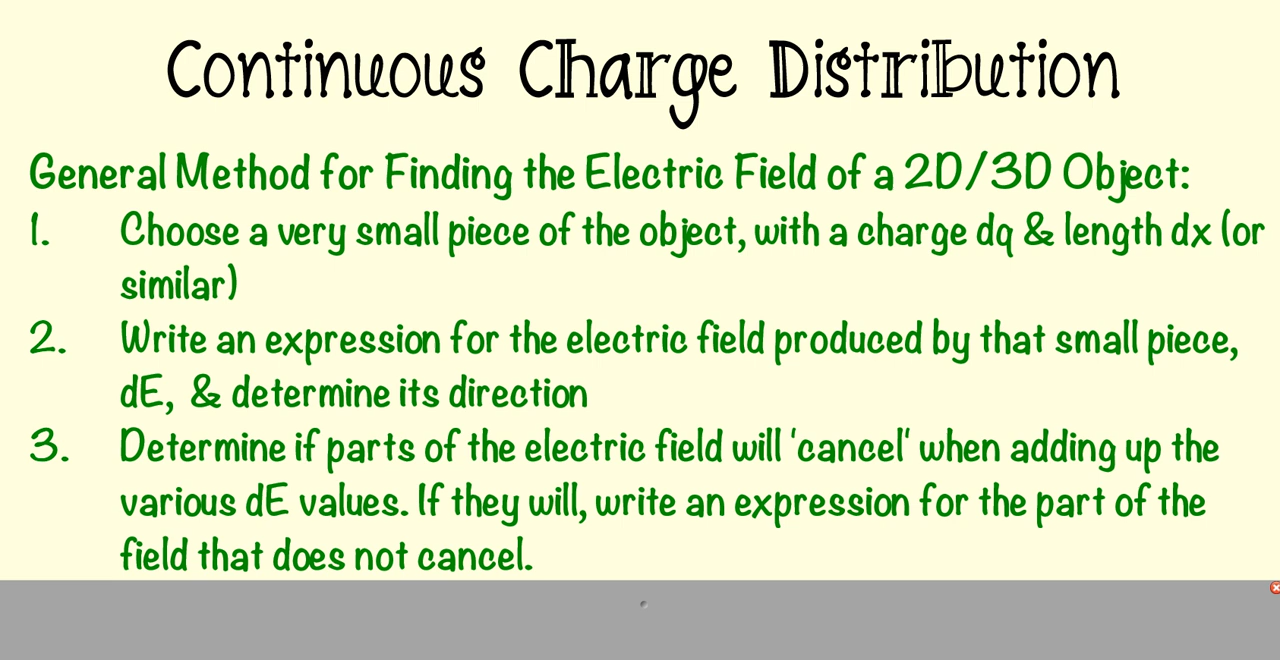 Continuous Charge Distribution
General Method for Finding the Electric Field of a 2D/3D Object:
1. Choose a very small piece of the object, with a charge dq & length dx (or
similar)
2. Write an expression for the electric field produced by that small piece,
dE, & determine its direction
3. Determine if parts of the electric field will 'cancel' when adding up the
various dE values. If they will, write an expression for the part of the
field that does not cancel.